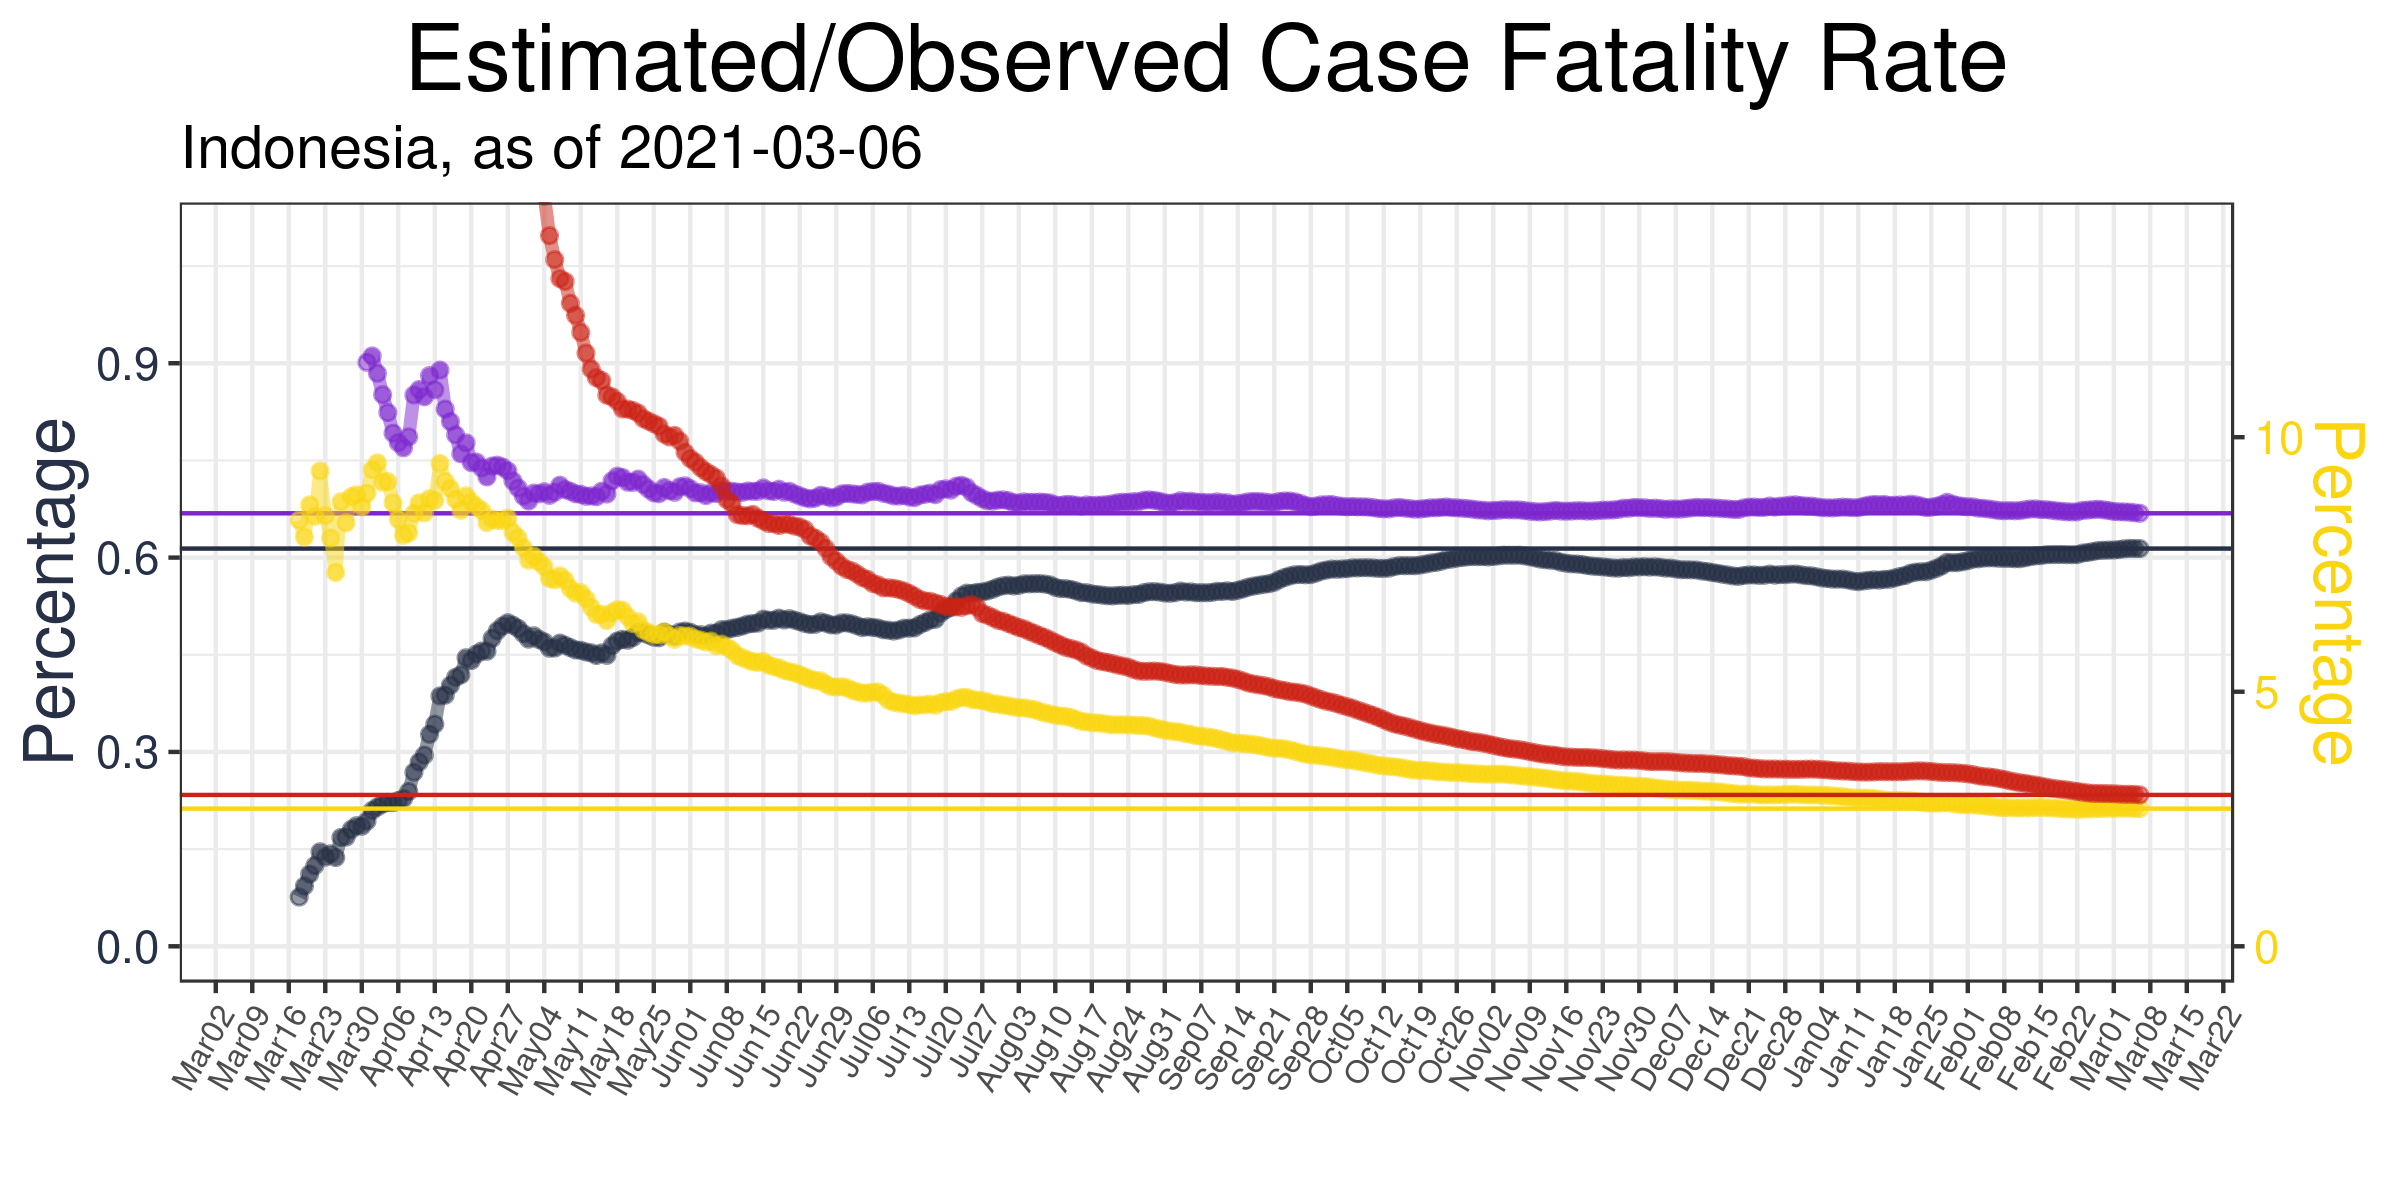 Estimated/Observed Case Fatality Rate
Indonesia, as of 2021-03-06
Percentage
0.9
0.6
0.3
0.0
10
5
0
Percentage
Mar02 Mar09 Mar16 Mar23 Mar30 Apr06 Apr13 Apr20 Apr27 May04 May11 May18 May25 Jun01 Jun08 Jun15 Jun22 Jun29 Jul06 Jul13 Jul20 Jul27 Aug03 Aug10 Aug17 Aug24 Aug31 Sep07 Sep14 Sep21 Sep28 Oct05 Oct12 Oct19 Oct26 Nov02 Nov09 Nov16 Nov23 Nov30 Dec07 Dec14 Dec21 Dec28 Jan04 Jan11 Jan18 Jan25 Feb01 Feb08 Feb15 Feb22 Mar01 Mar08 Mar15 Mar22